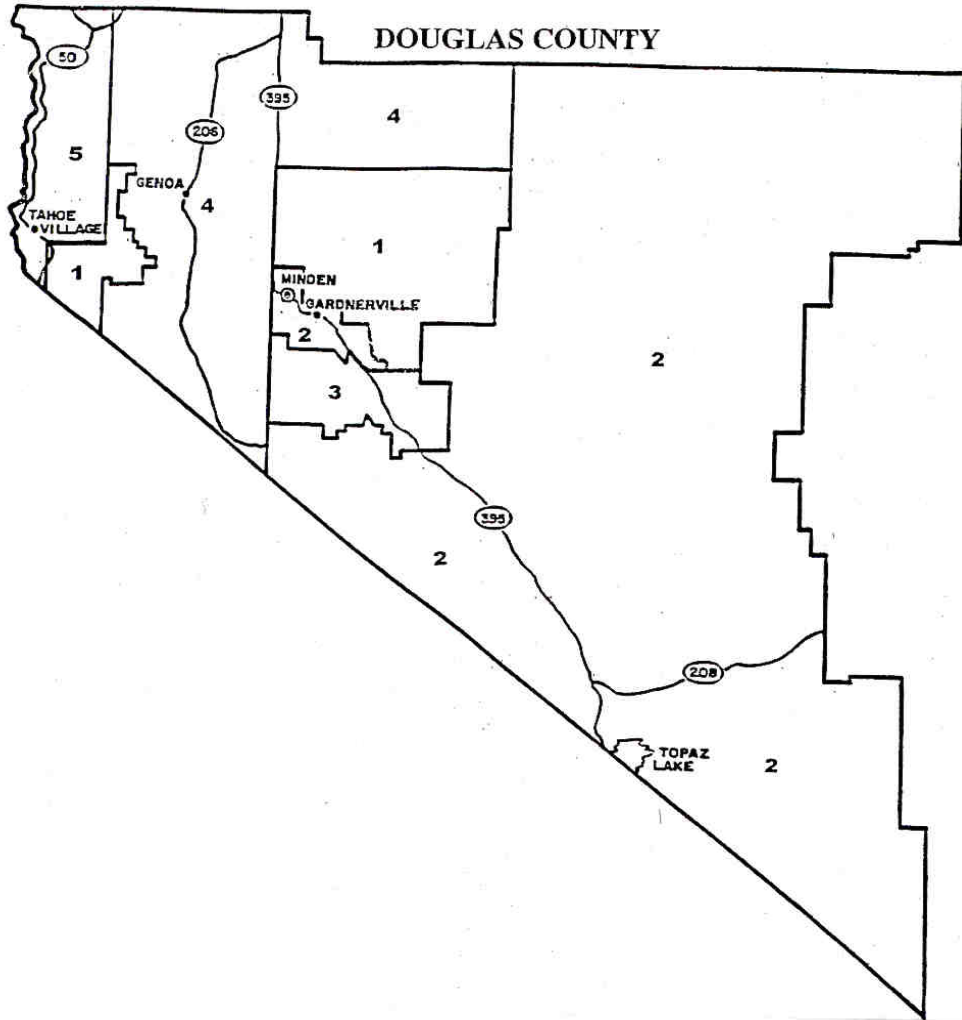 DOUGLAS COUNTY
50
395
4
206
5
GENOA
4
TAHOE
VILLAGE
1
1
MINDEN
GARDNERVILLE
2
2
3
395
2
208
TOPAZ
LAKE
2